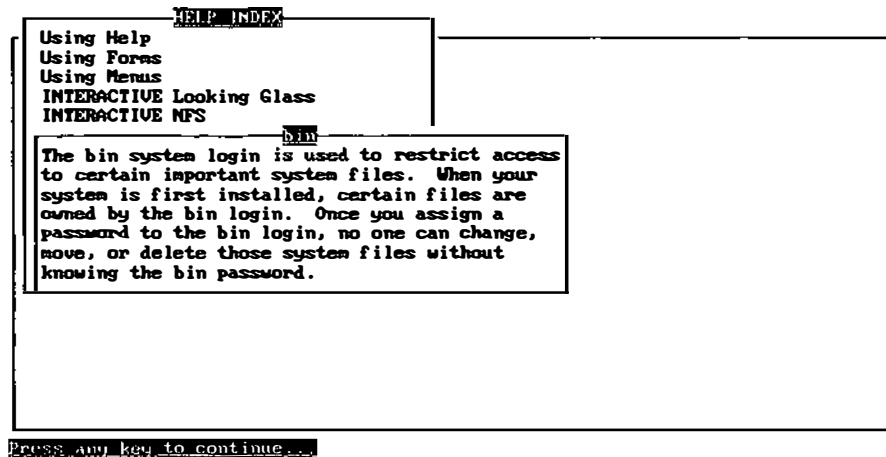 HELP INDEX
Using Help
Using Forms
Using Menus
INTERACTIVE Looking Glass
INTERACTIVE NFS
bin
The bin system login is used to restrict access
to certain important system files.  When your
system is first installed, certain files are
owned by the bin login.  Once you assign a
password to the bin login, no one can change,
move, or delete those system files without
knowing the bin password.
Press any key to continue...